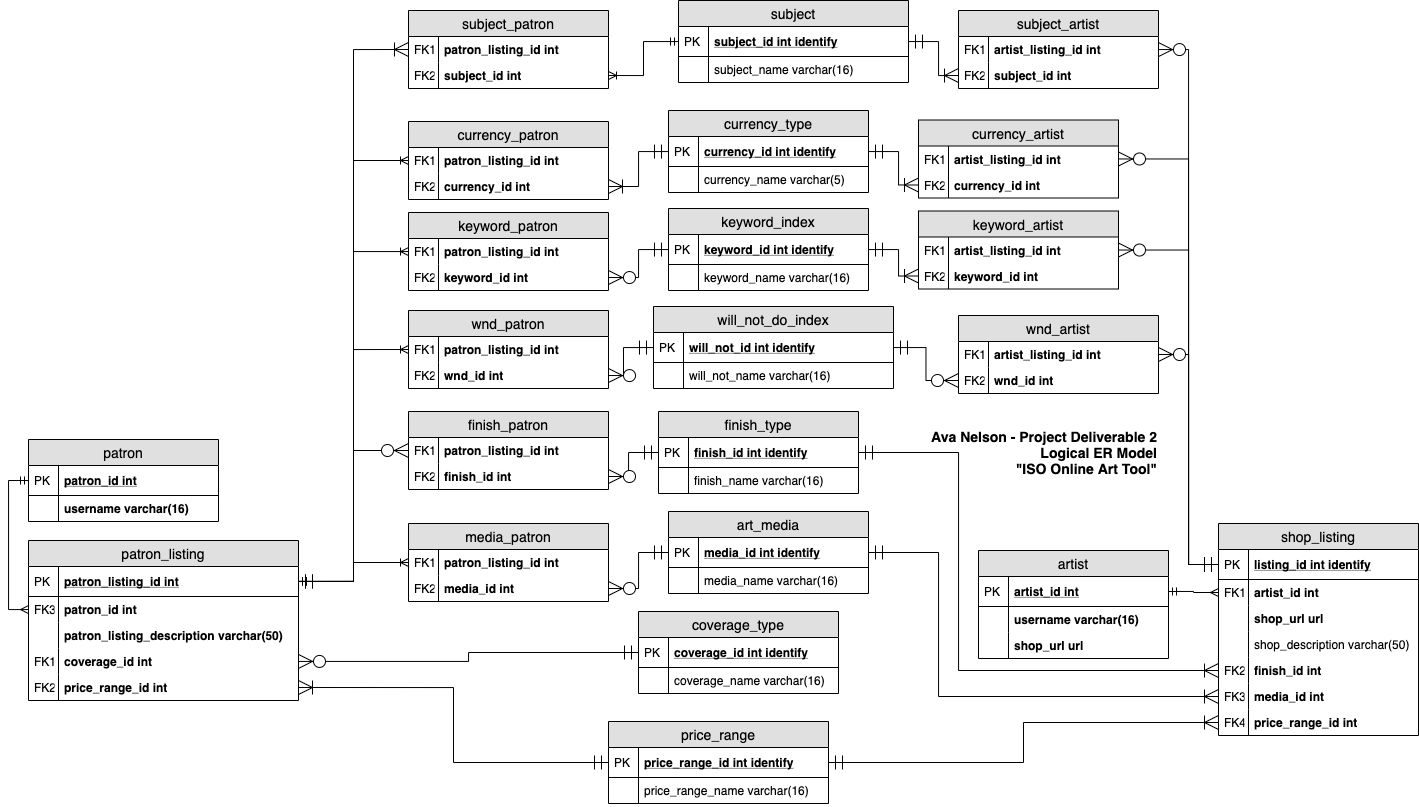 subject_patron
FK1 patron_listing_id int
FK2 subject_id int
subject
PK subject_id int identify
subject_name varchar(16)
subject_artist
FK1 artist_listing_id int
FK2 subject_id int
currency_patron
FK1 patron_listing_id int
FK2 currency_id int
currency_type
PK currency_id int identify
currency_name varchar(5)
currency_artist
FK1 artist_listing_id int
FK2 currency_id int
keyword_patron
FK1 patron_listing_id int
FK2 keyword_id int
keyword_index
PK keyword_id int identify
keyword_name varchar(16)
keyword_artist
FK1 artist_listing_id int
FK2 keyword_id int
wnd_patron
FK1 patron_listing_id int
FK2 wnd_id int
will_not_do_index
PK will_not_id int identify
will_not_name varchar(16)
wnd_artist
FK1 artist_listing_id int
FK2 wnd_id int
finish_patron
FK1 patron_listing_id int
FK2 finish_id int
finish_type
PK finish_id int identify
finish_name varchar(16)
Ava Nelson - Project Deliverable 2
Logical ER Model
"ISO Online Art Tool"
patron
PK patron_id int
username varchar(16)
patron_listing
PK patron_listing_id int
FK3 patron_id int
patron_listing_description varchar(50)
FK1 coverage_id int
FK2 price_range_id int
media_patron
FK1 patron_listing_id int
FK2 media_id int
art_media
PK media_id int identify
media_name varchar(16)
artist
PK artist_id int
username varchar(16)
shop_url url
shop_listing
PK listing_id int identify
FK1 artist_id int
shop_url url
shop_description varchar(50)
FK2 finish_id int
FK3 media_id int
FK4 price_range_id int
coverage_type
PK coverage_id int identify
coverage_name varchar(16)
price_range
PK price_range_id int identify
price_range_name varchar(16)